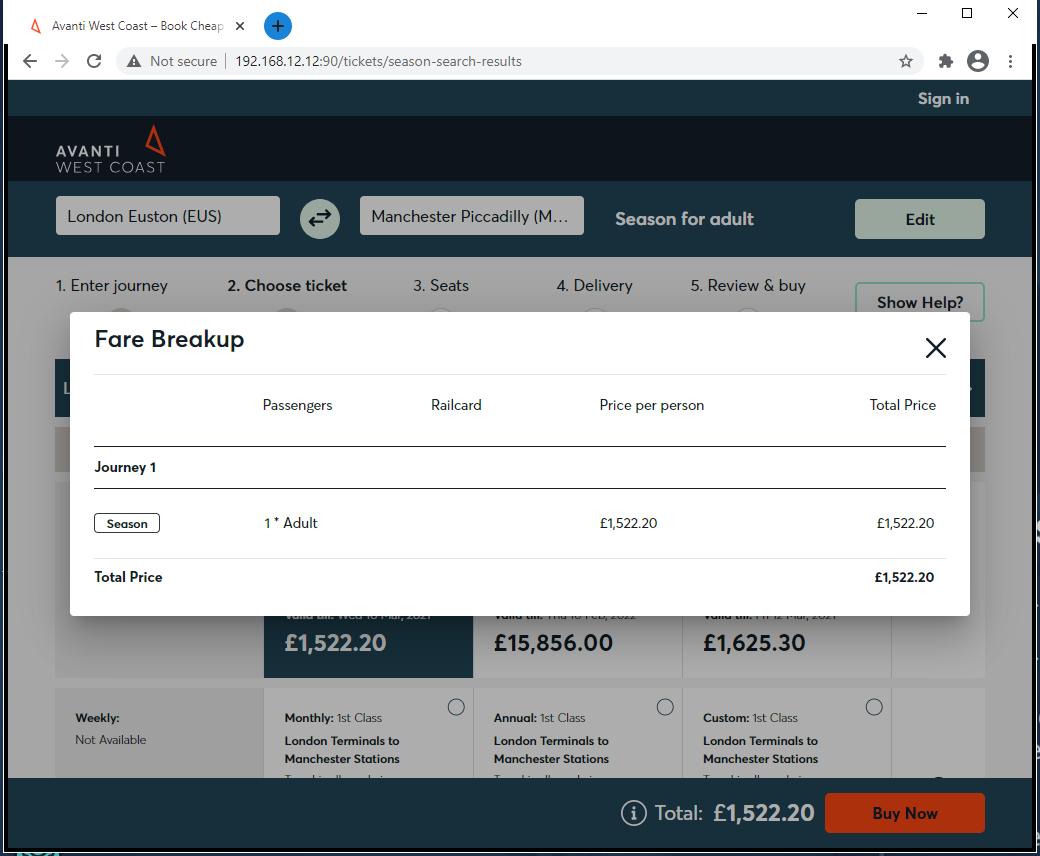 Avanti West Coast – Book Cheap
Not secure | 192.168.12.12:90/tickets/season-search-results
Sign in
AVANTI
WEST COAST
London Euston (EUS)
Manchester Piccadilly (M...
Season for adult
Edit
1. Enter journey 2. Choose ticket 3. Seats 4. Delivery 5. Review & buy
Show Help?
Fare Breakup
Passengers Railcard Price per person Total Price
Journey 1
Season 1 * Adult £1,522.20 £1,522.20
Total Price £1,522.20
£1,522.20 £15,856.00 £1,625.30
Weekly:
Not Available
Monthly: 1st Class
London Terminals to
Manchester Stations
Annual: 1st Class
London Terminals to
Manchester Stations
Custom: 1st Class
London Terminals to
Manchester Stations
Total: £1,522.20
Buy Now